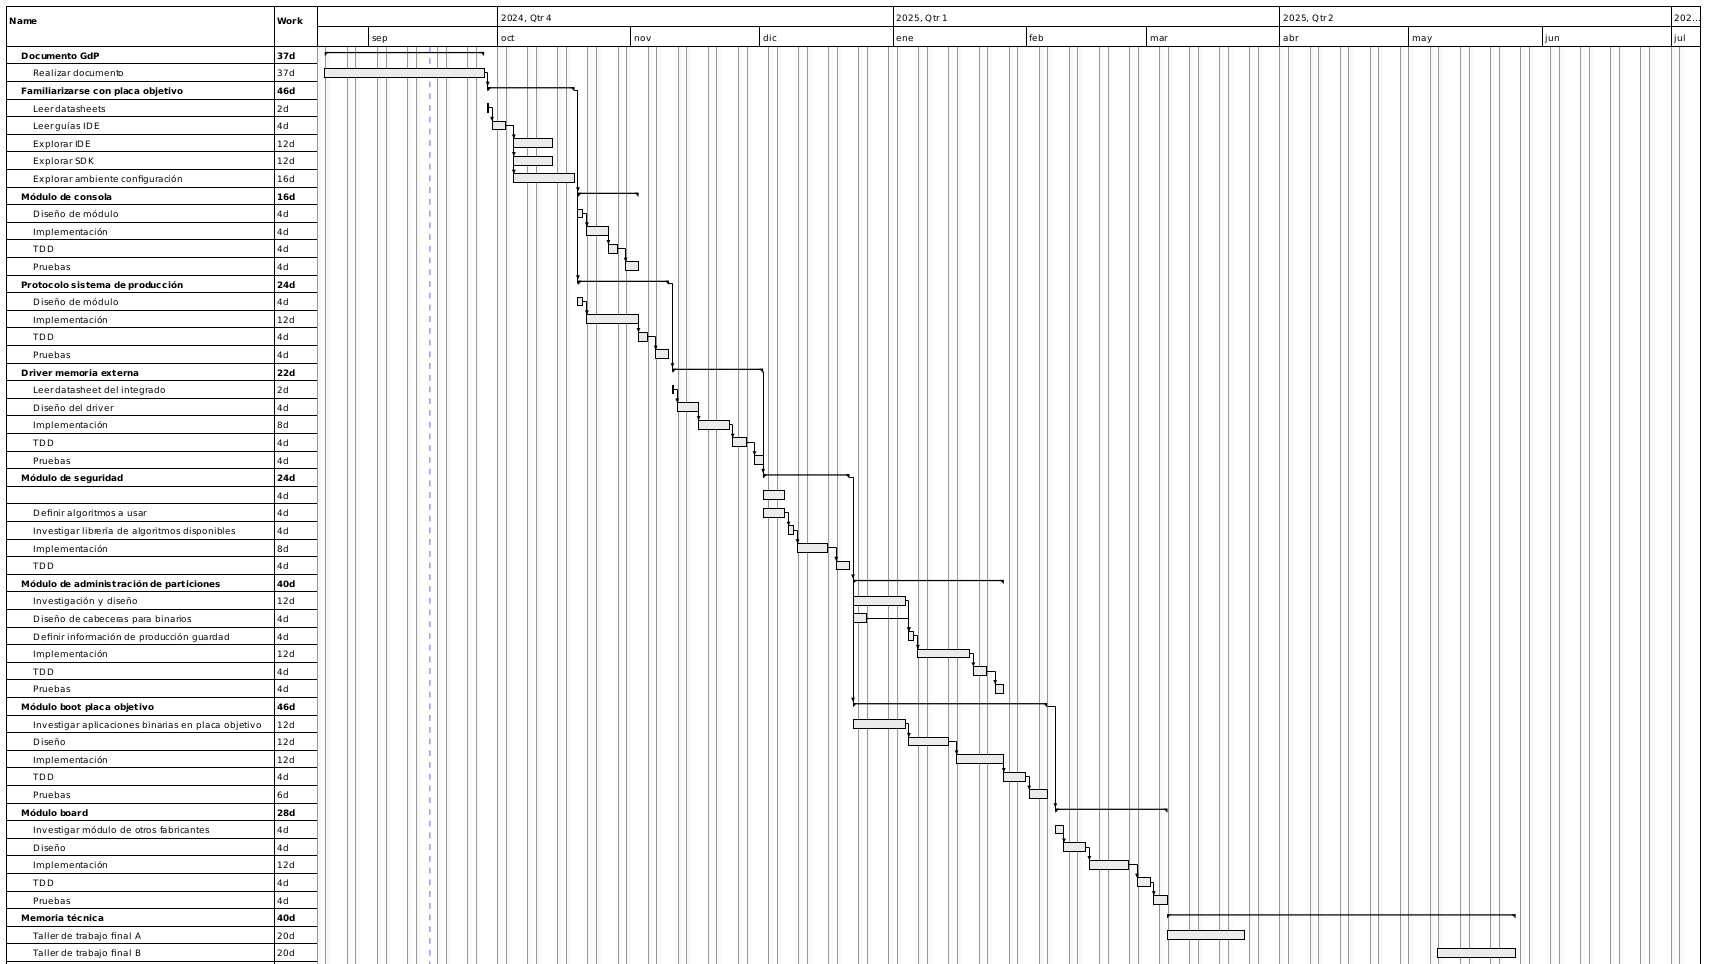 Name Work 2024, Qtr 4 2025, Qtr 1 2025, Qtr 2 202...
sep oct nov dic ene feb mar abr may jun jul
Documento GdP 37d
Realizar documento 37d
Familiarizarse con placa objetivo 46d
Leer datasheets 2d
Leer guías IDE 4d
Explorar IDE 12d
Explorar SDK 12d
Explorar ambiente configuración 16d
Módulo de consola 16d
Diseño de módulo 4d
Implementación 4d
TDD 4d
Pruebas 4d
Protocolo sistema de producción 24d
Diseño de módulo 4d
Implementación 12d
TDD 4d
Pruebas 4d
Driver memoria externa 22d
Leer datasheet del integrado 2d
Diseño del driver 4d
Implementación 8d
TDD 4d
Pruebas 4d
Módulo de seguridad 24d
4d
Definir algoritmos a usar 4d
Investigar librería de algoritmos disponibles 4d
Implementación 8d
TDD 4d
Módulo de administración de particiones 40d
Investigación y diseño 12d
Diseño de cabeceras para binarios 4d
Definir información de producción guardad 4d
Implementación 12d
TDD 4d
Pruebas 4d
Módulo boot placa objetivo 46d
Investigar aplicaciones binarias en placa objetivo 12d
Diseño 12d
Implementación 12d
TDD 4d
Pruebas 6d
Módulo board 28d
Investigar módulo de otros fabricantes 4d
Diseño 4d
Implementación 12d
TDD 4d
Pruebas 4d
Memoria técnica 40d
Taller de trabajo final A 20d
Taller de trabajo final B 20d